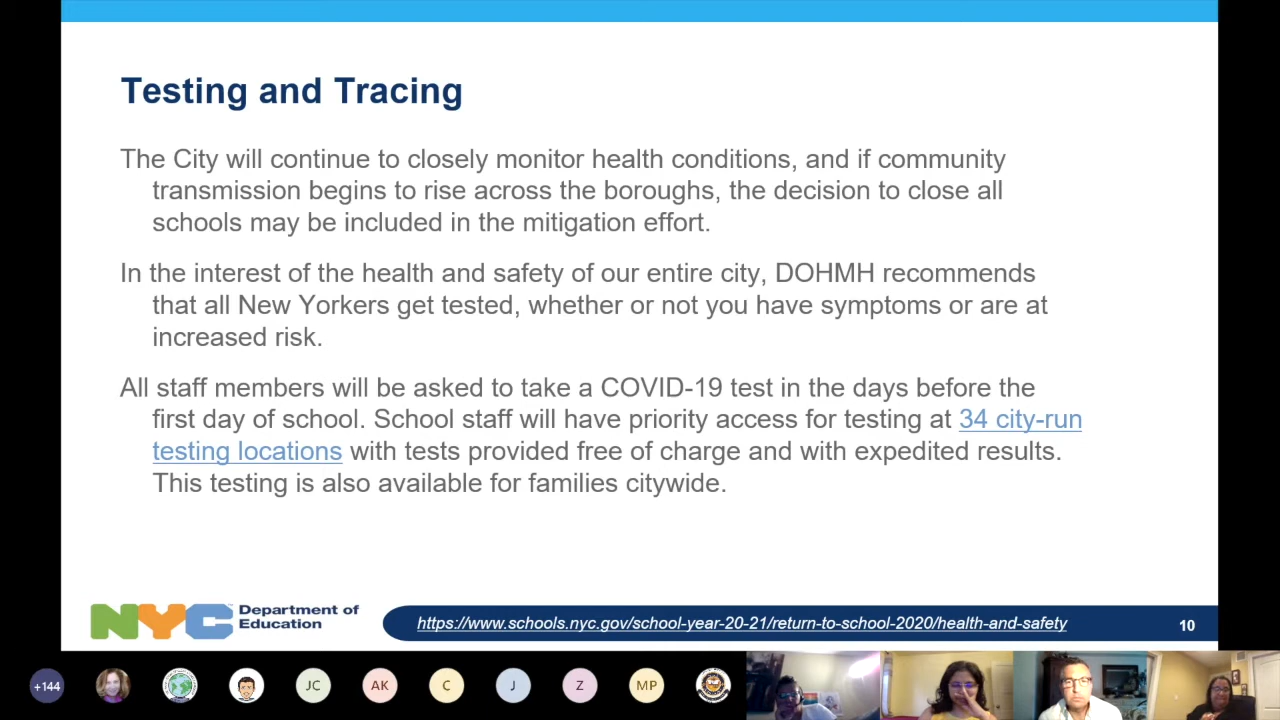 Testing and Tracing
The City will continue to closely monitor health conditions, and if community
transmission begins to rise across the boroughs, the decision to close all
schools may be included in the mitigation effort.
In the interest of the health and safety of our entire city, DOHMH recommends
that all New Yorkers get tested, whether or not you have symptoms or are at
increased risk.
All staff members will be asked to take a COVID-19 test in the days before the
first day of school. School staff will have priority access for testing at 34 city-run
testing locations with tests provided free of charge and with expedited results.
This testing is also available for families citywide.
NYC Department of
Education
https://www.schools.nyc.gov/school-year-20-21/return-to-school-2020/health-and-safety
10
+144 JC AK C J Z MP